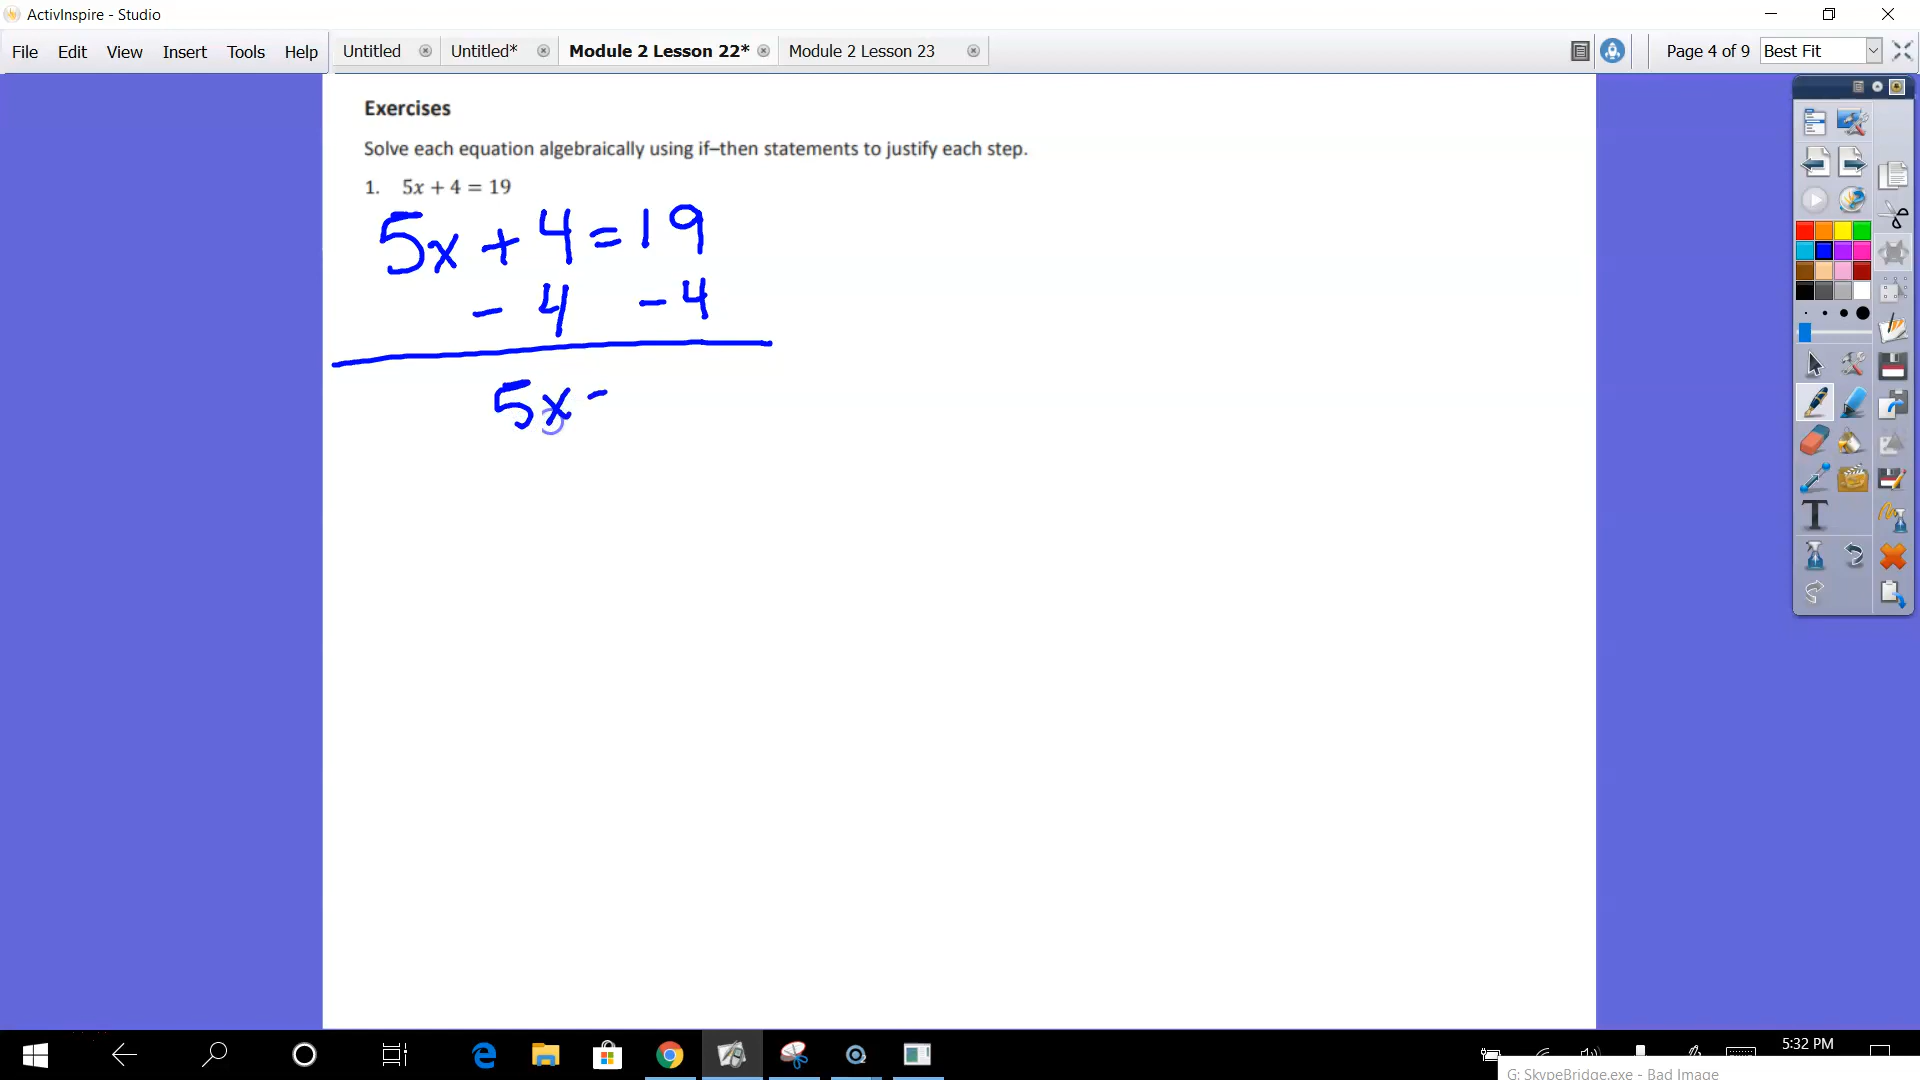 ActivInspire - Studio
File Edit View Insert Tools Help Untitled Untitled* Module 2 Lesson 22* Module 2 Lesson 23 Page 4 of 9 Best Fit
Exercises
Solve each equation algebraically using if–then statements to justify each step.
1. 5x + 4 = 19
5x + 4 = 19
- 4 - 4
5x -
T
5:32 PM
G: SkypeBridge.exe - Bad Image